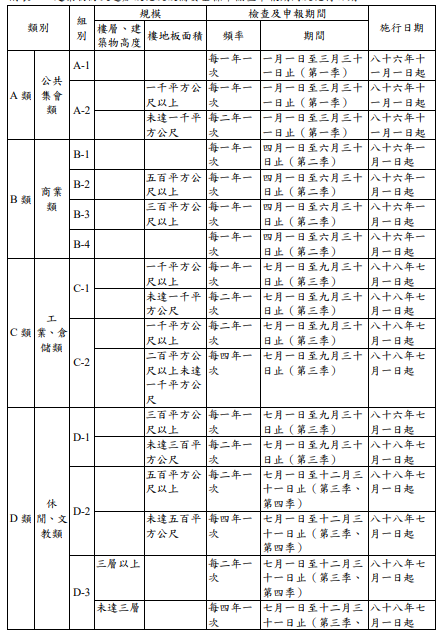 類別
組別
規模
檢查及申報期間
施行日期
樓層、建
築物高度
樓地板面積
頻率
期間
A 類
公共
集會
類
A-1
每一年一
次
一月一日至三月三十
一日止（第一季）
八十六年十
一月一日起
A-2
一千平方公
尺以上
每一年一
次
一月一日至三月三十
一日止（第一季）
八十六年十
一月一日起
未達一千平
方公尺
每二年一
次
一月一日至三月三十
一日止（第一季）
八十六年十
一月一日起
B 類
商業
類
B-1
每一年一
次
四月一日至六月三十
日止（第二季）
八十六年一
月一日起
B-2
五百平方公
尺以上
每一年一
次
四月一日至六月三十
日止（第二季）
八十六年一
月一日起
B-3
三百平方公
尺以上
每一年一
次
四月一日至六月三十
日止（第二季）
八十六年一
月一日起
B-4
每一年一
次
四月一日至六月三十
日止（第二季）
八十六年一
月一日起
C 類
工
業、倉
儲類
C-1
一千平方公
尺以上
每一年一
次
七月一日至九月三十
日止（第三季）
八十八年七
月一日起
未達一千平
方公尺
每二年一
次
七月一日至九月三十
日止（第三季）
八十八年七
月一日起
C-2
一千平方公
尺以上
每二年一
次
七月一日至九月三十
日止（第三季）
八十八年七
月一日起
二百平方公
尺以上未達
一千平方公
尺
每四年一
次
七月一日至九月三十
日止（第三季）
八十八年七
月一日起
D 類
休
閒、文
教類
D-1
三百平方公
尺以上
每一年一
次
七月一日至九月三十
日止（第三季）
八十六年七
月一日起
未達三百平
方公尺
每二年一
次
七月一日至九月三十
日止（第三季）
八十八年七
月一日起
D-2
五百平方公
尺以上
每二年一
次
七月一日至十二月三
十一日止（第三季、
第四季）
八十八年七
月一日起
未達五百平
方公尺
每四年一
次
七月一日至十二月三
十一日止（第三季、
第四季）
八十八年七
月一日起
D-3
三層以上
每二年一
次
七月一日至十二月三
十一日止（第三季、
第四季）
八十八年七
月一日起
未達三層
每四年一
次
七月一日至十二月三
十一日止（第三季、
八十八年七
月一日起